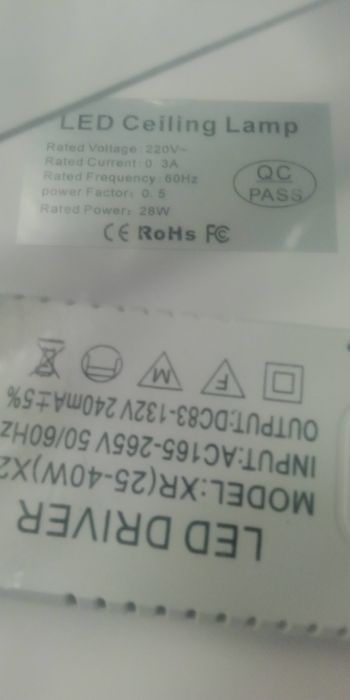 LED Ceiling Lamp
Rated Voltage: 220V~
Rated Current: 0.3A
Rated Frequency: 60Hz
power Factor: 0.5
Rated Power: 28W
QC
PASS
CE RoHs FC
LED DRIVER
MODEL:XR(25-40W)X2
INPUT:AC165-265V 50/60HZ
OUTPUT:DC83-132V 240mA±5%
F
M